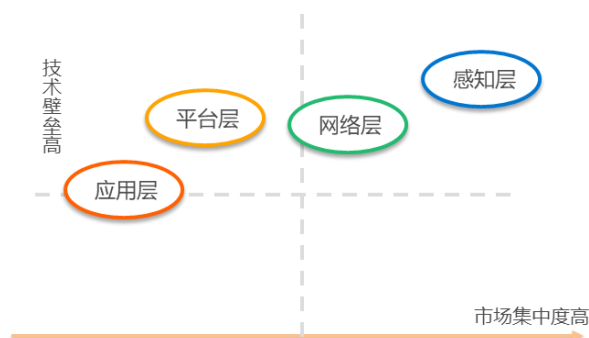 技术壁垒高
感知层
平台层
网络层
应用层
市场集中度高